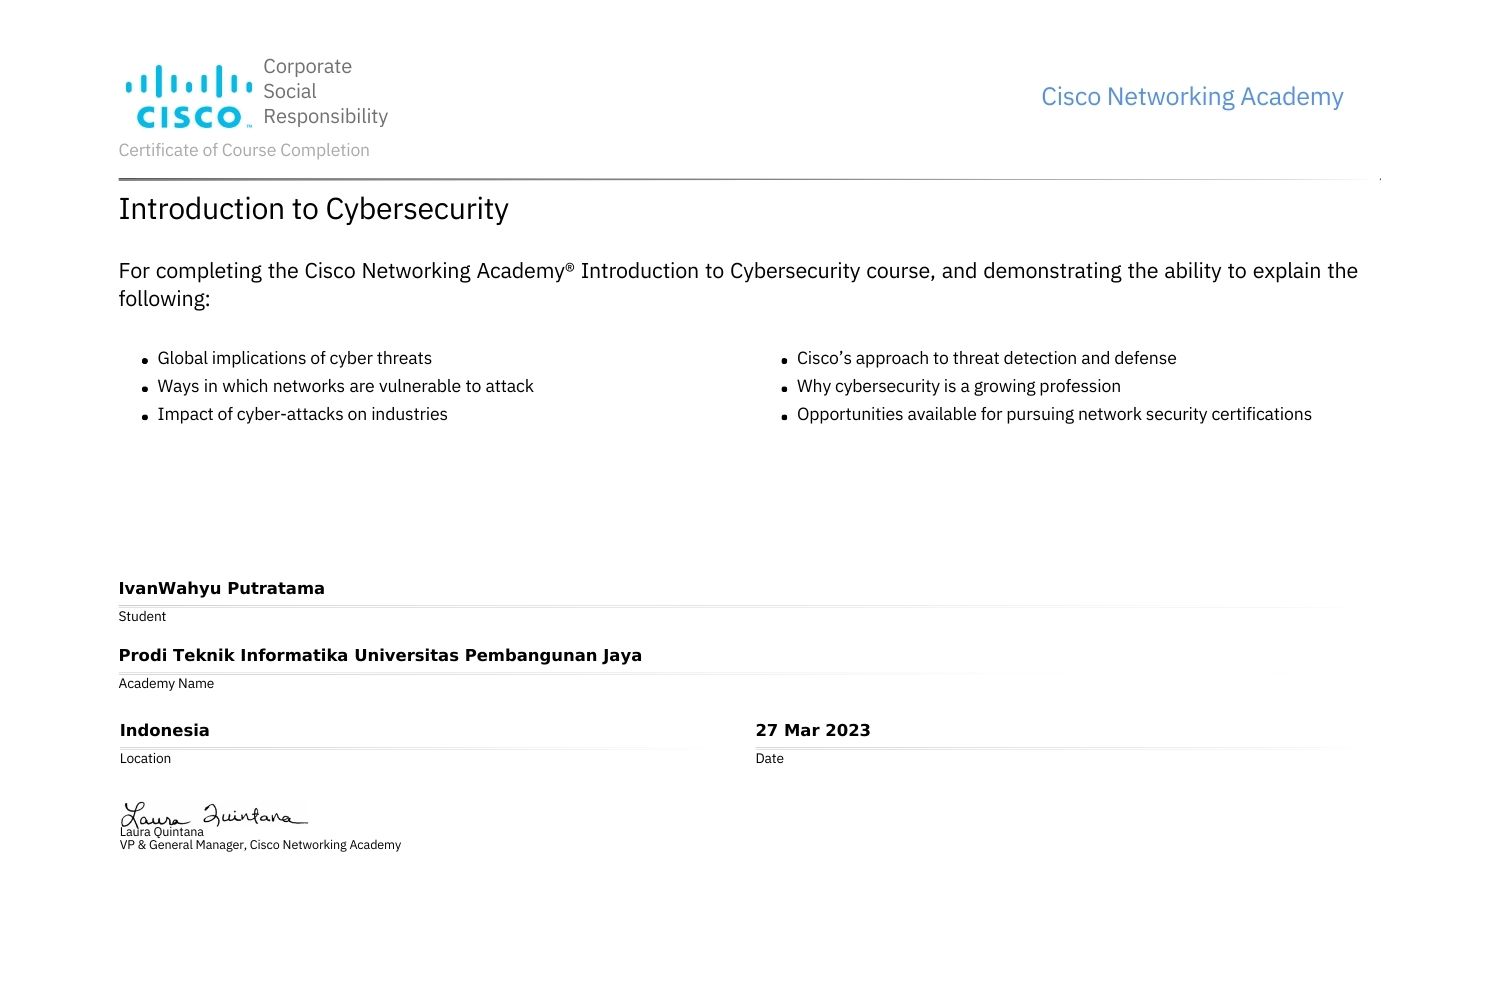 Corporate
Social
Responsibility
CISCO™
Cisco Networking Academy
Certificate of Course Completion
Introduction to Cybersecurity
For completing the Cisco Networking Academy® Introduction to Cybersecurity course, and demonstrating the ability to explain the
following:
• Global implications of cyber threats
• Ways in which networks are vulnerable to attack
• Impact of cyber-attacks on industries
• Cisco’s approach to threat detection and defense
• Why cybersecurity is a growing profession
• Opportunities available for pursuing network security certifications
IvanWahyu Putratama
Student
Prodi Teknik Informatika Universitas Pembangunan Jaya
Academy Name
Indonesia
Location
27 Mar 2023
Date
Laura Quintana
Laura Quintana
VP & General Manager, Cisco Networking Academy